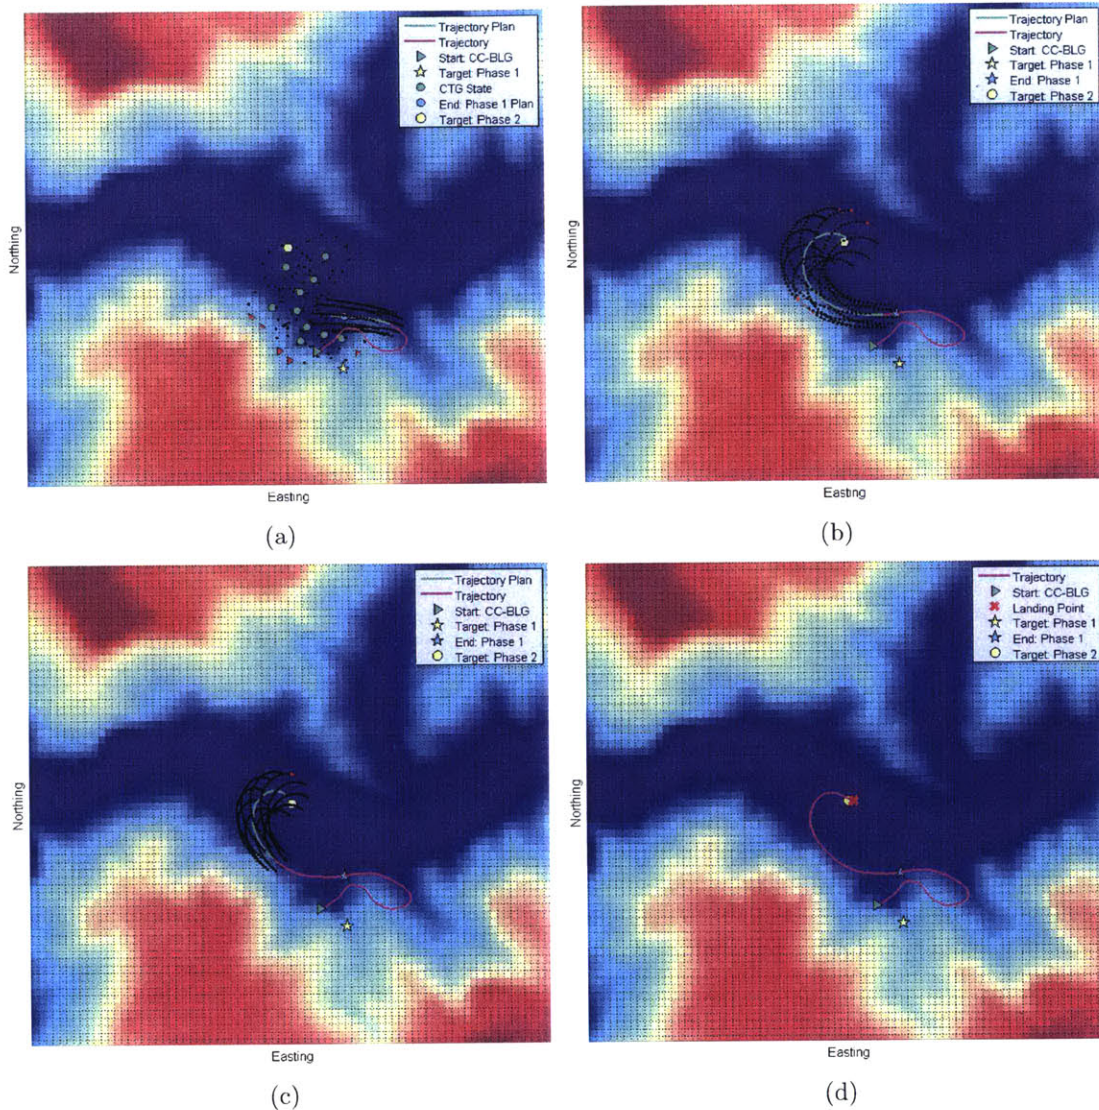 Trajectory Plan
Trajectory
Start: CC-BLG
Target: Phase 1
CTG State
End: Phase 1 Plan
Target: Phase 2
Northing
Easting
(a)
Trajectory Plan
Trajectory
Start: CC-BLG
Target: Phase 1
End: Phase 1
Target: Phase 2
Northing
Easting
(b)
Trajectory Plan
Trajectory
Start: CC-BLG
Target: Phase 1
End: Phase 1
Target: Phase 2
Northing
Easting
(c)
Trajectory
Start: CC-BLG
Landing Point
Target: Phase 1
End: Phase 1
Target: Phase 2
Northing
Easting
(d)